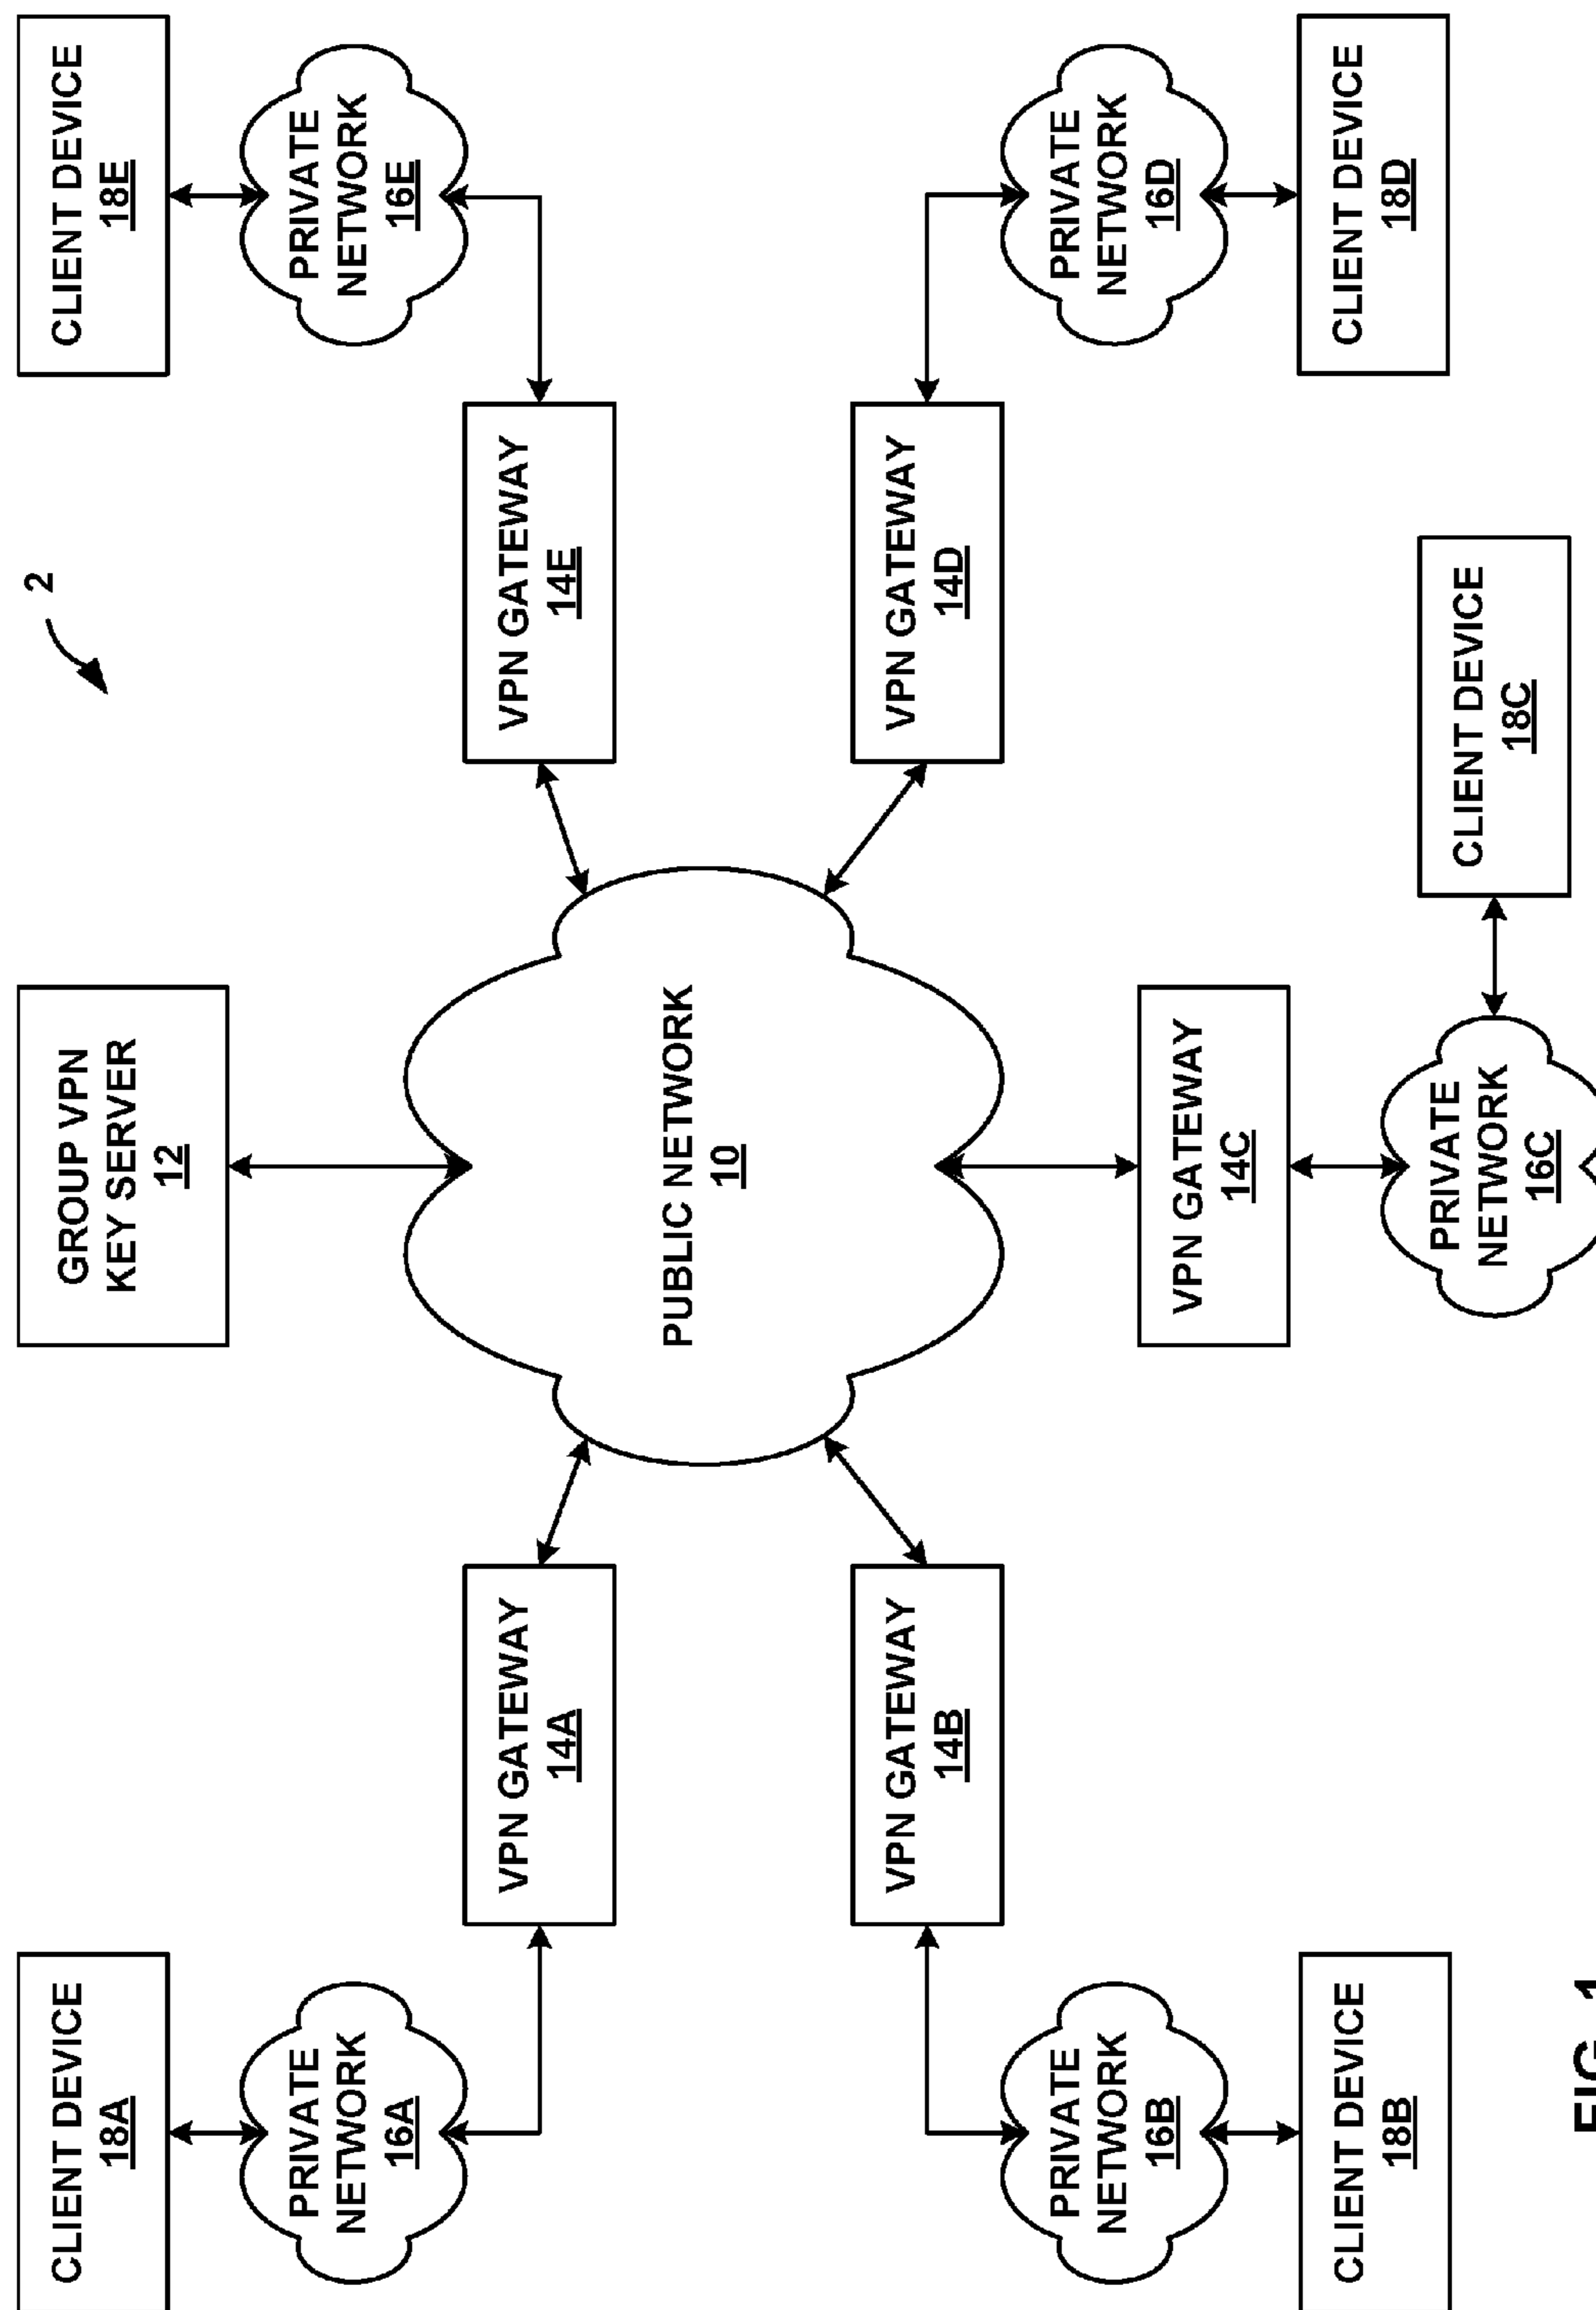 2
CLIENT DEVICE
18A
GROUP VPN
KEY SERVER
12
CLIENT DEVICE
18E
PRIVATE
NETWORK
16A
PRIVATE
NETWORK
16E
VPN GATEWAY
14A
VPN GATEWAY
14E
PUBLIC NETWORK
10
VPN GATEWAY
14B
VPN GATEWAY
14D
PRIVATE
NETWORK
16B
PRIVATE
NETWORK
16D
VPN GATEWAY
14C
CLIENT DEVICE
18B
CLIENT DEVICE
18D
PRIVATE
NETWORK
16C
CLIENT DEVICE
18C
FIG. 1